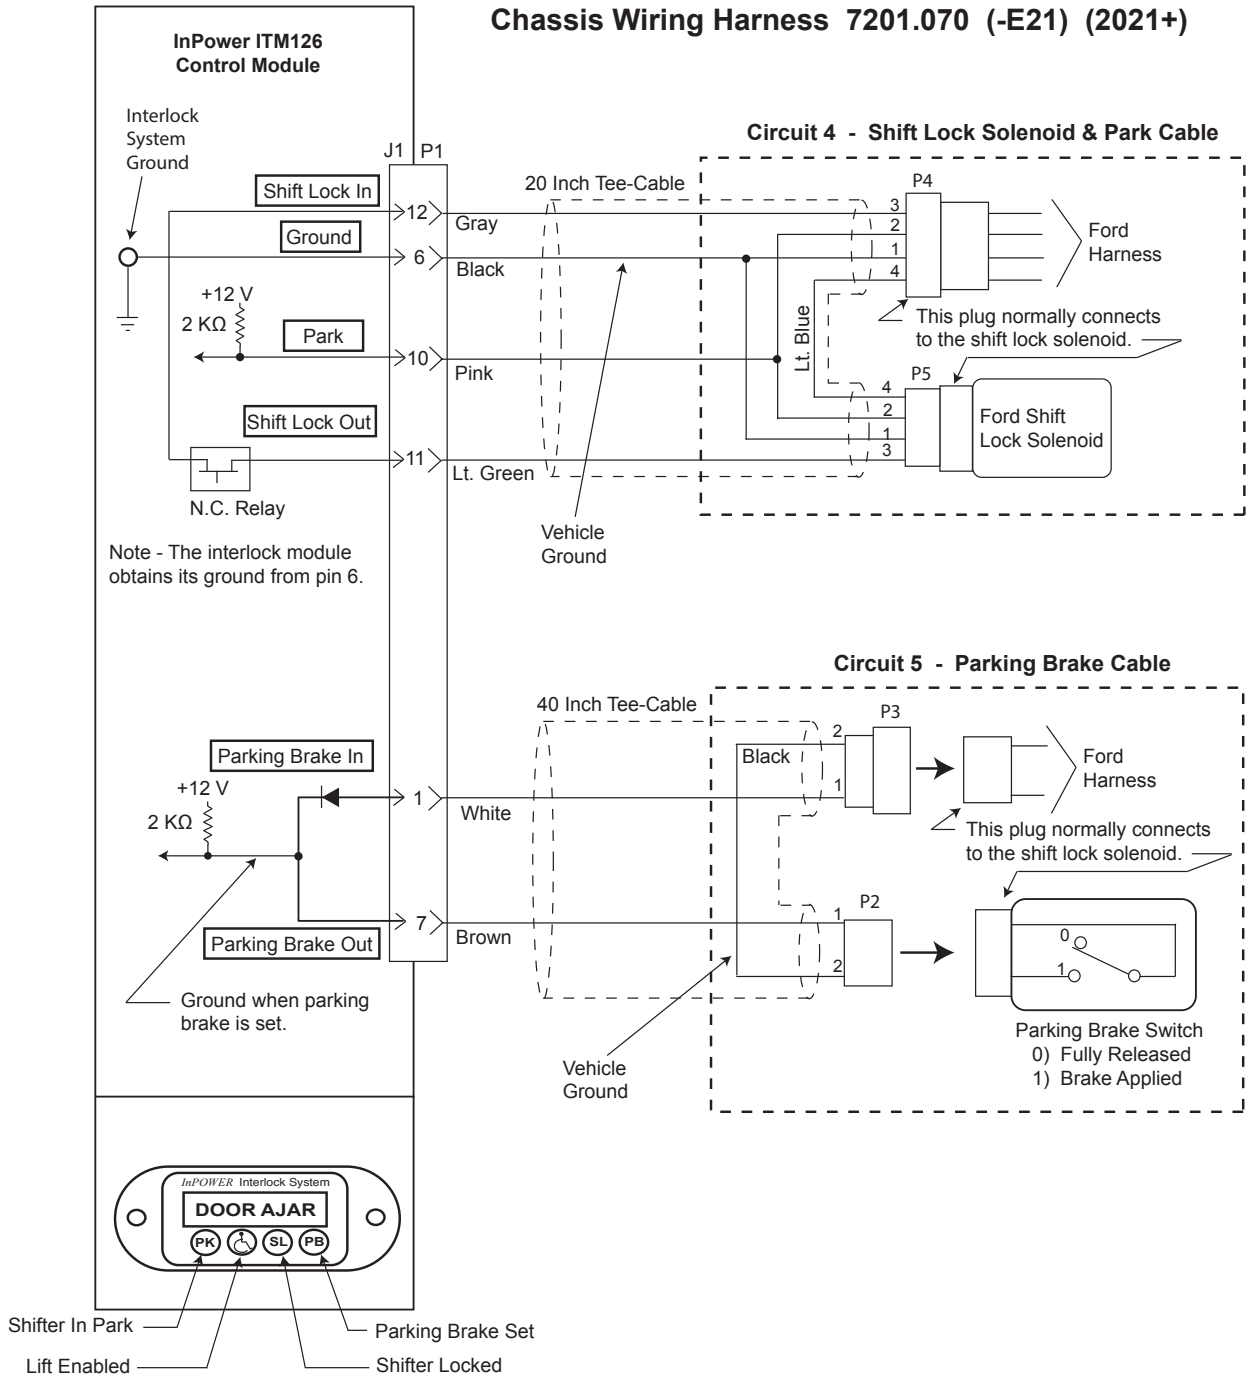 Chassis Wiring Harness 7201.070 (-E21) (2021+)
InPower ITM126
Control Module
Interlock
System
Ground
J1 P1
Circuit 4 - Shift Lock Solenoid & Park Cable
20 Inch Tee-Cable
P4
Shift Lock In
12
Gray
3
2
Ground
6
Black
1
4
Ford
Harness
+12 V
2 KΩ
Park
10
Pink
Lt. Blue
This plug normally connects
to the shift lock solenoid.
P5
4
2
1
3
Ford Shift
Lock Solenoid
Shift Lock Out
11
Lt. Green
N.C. Relay
Vehicle
Ground
Note - The interlock module
obtains its ground from pin 6.
Circuit 5 - Parking Brake Cable
40 Inch Tee-Cable
P3
2
Black
1
Ford
Harness
Parking Brake In
+12 V
2 KΩ
1
White
This plug normally connects
to the shift lock solenoid.
P2
1
2
7
Brown
Parking Brake Out
0
1
Ground when parking
brake is set.
Parking Brake Switch
0) Fully Released
1) Brake Applied
Vehicle
Ground
InPOWER Interlock System
DOOR AJAR
PK SL PB
Shifter In Park
Parking Brake Set
Lift Enabled
Shifter Locked